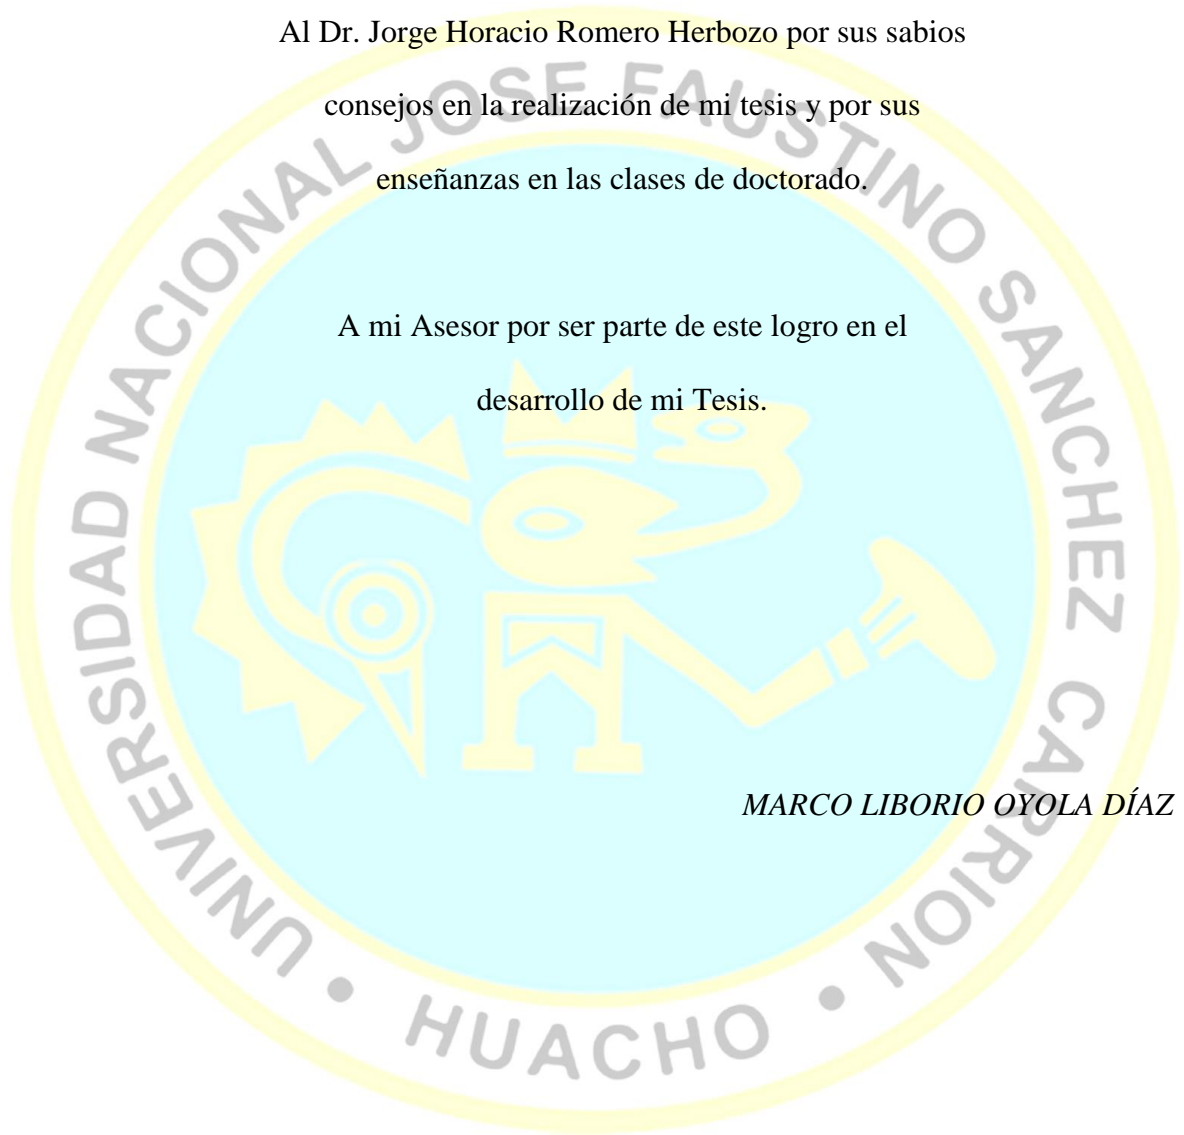 Al Dr. Jorge Horacio Romero Herbozo por sus sabios
consejos en la realización de mi tesis y por sus
enseñanzas en las clases de doctorado.
A mi Asesor por ser parte de este logro en el
desarrollo de mi Tesis.
MARCO LIBORIO OYOLA DÍAZ
UNIVERSIDAD NACIONAL JOSE FAUSTINO SANCHEZ CARRION • HUACHO •